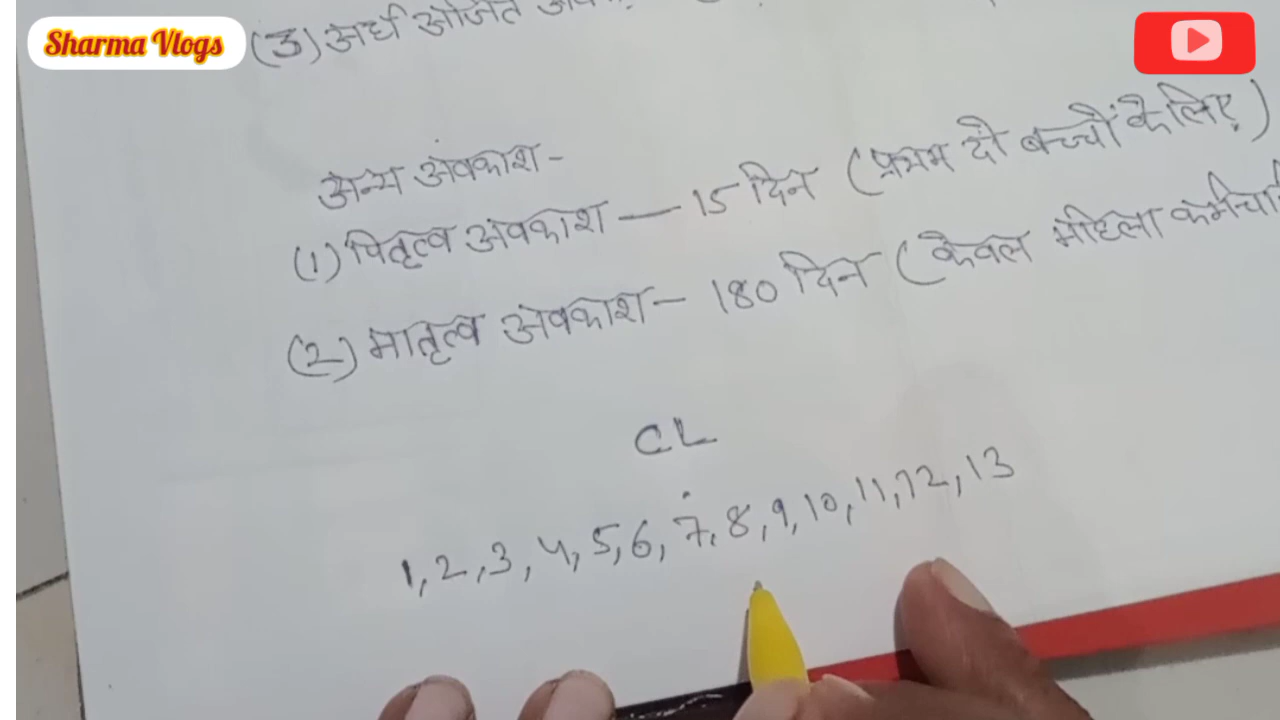 Sharma Vlogs
(3) अर्ध अर्जित
अन्य अवकाश-
(1) पितृत्व अवकाश — 15 दिन (प्रथम दो बच्चों के लिए)
(2) मातृत्व अवकाश - 180 दिन (केवल महिला
CL
1, 2, 3, 4, 5, 6, 7, 8, 9, 10, 11, 12, 13